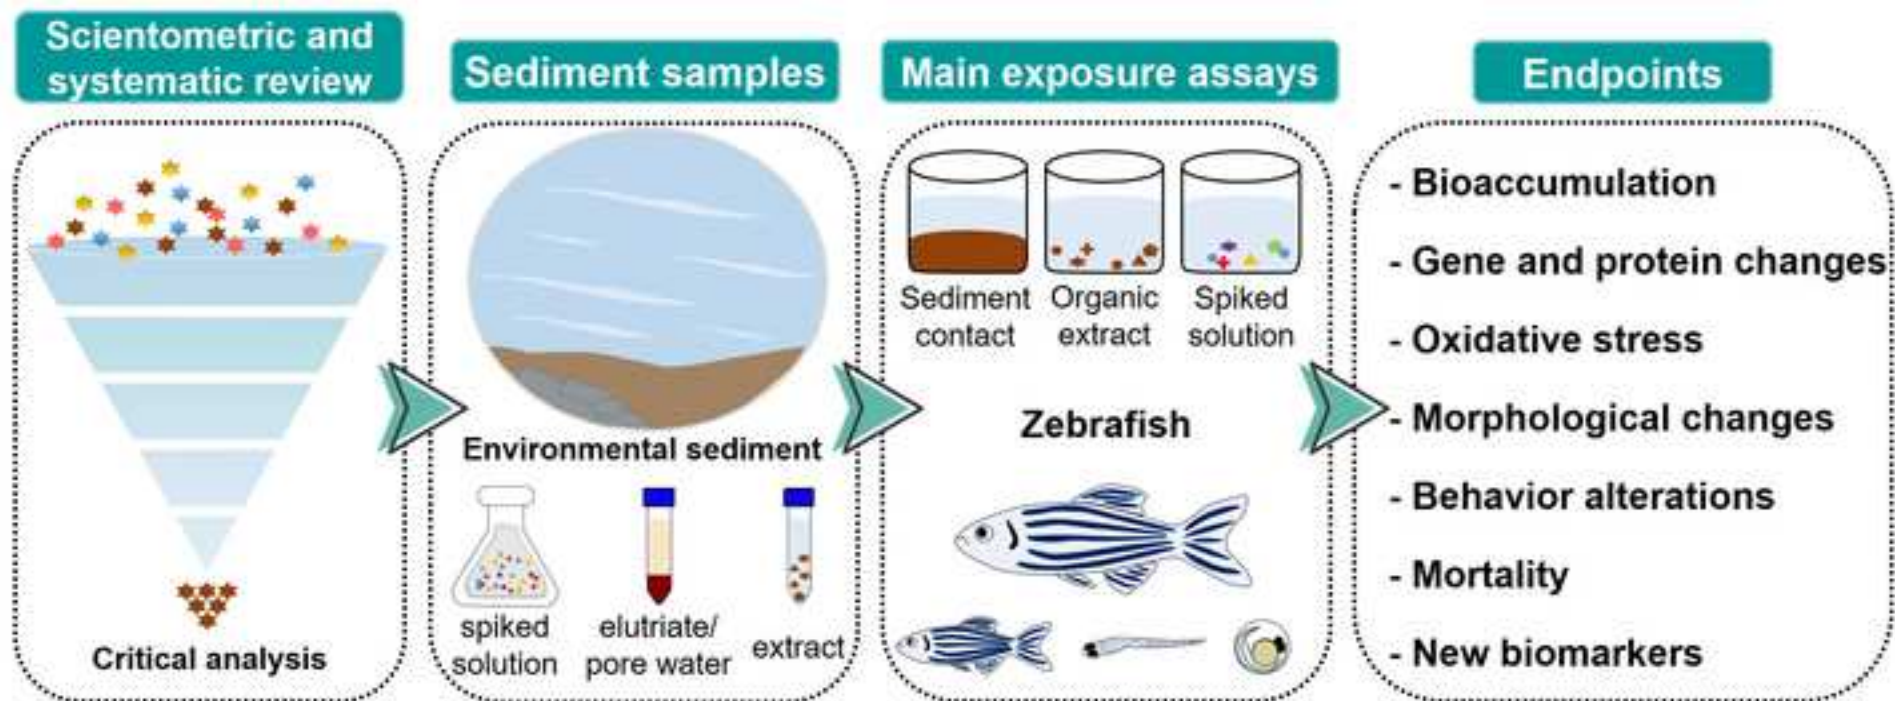 Scientometric and
systematic review
Critical analysis
Sediment samples
Environmental sediment
spiked
solution
elutriate/
pore water
extract
Main exposure assays
Sediment
contact
Organic
extract
Spiked
solution
Zebrafish
Endpoints
- Bioaccumulation
- Gene and protein changes
- Oxidative stress
- Morphological changes
- Behavior alterations
- Mortality
- New biomarkers